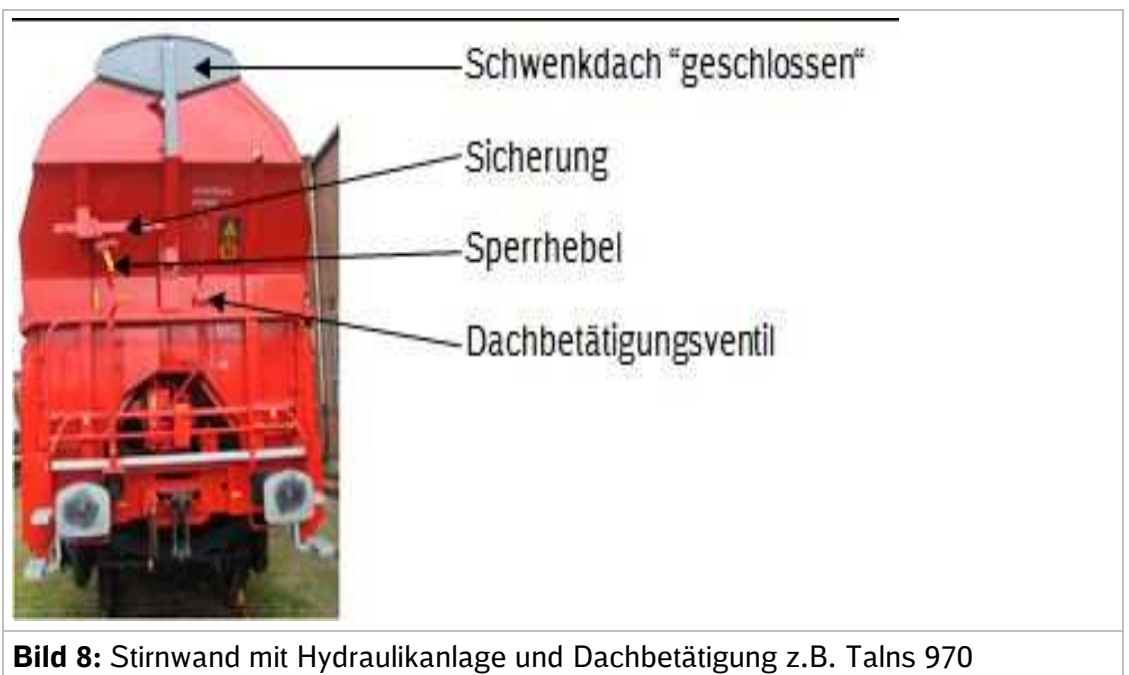 Schwenkdach “geschlossen“
Sicherung
Sperrhebel
Dachbetätigungsventil
Bild 8: Stirnwand mit Hydraulikanlage und Dachbetätigung z.B. Talns 970